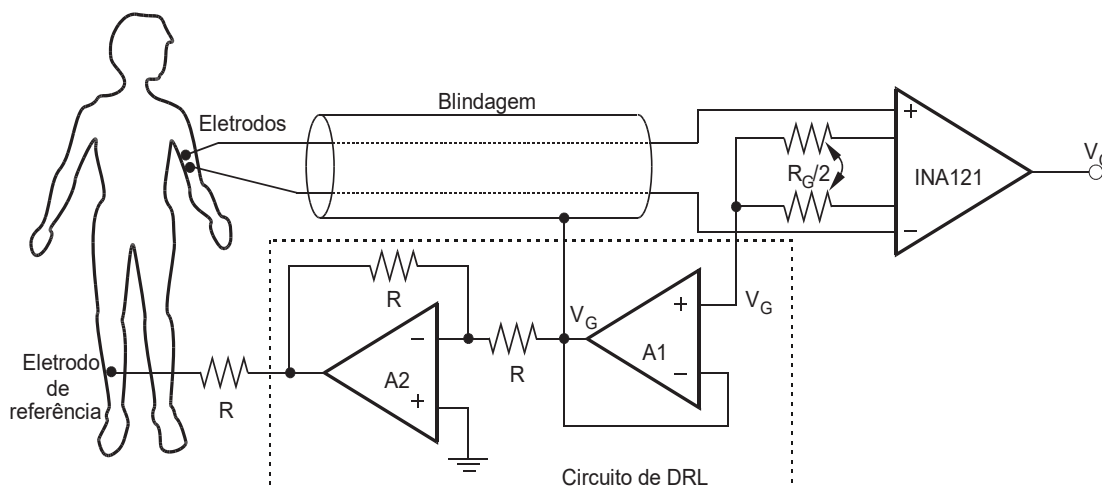 Blindagem
Eletrodos
+
R_G/2
INA121
V_O
−
R
V_G
+
V_G
−
A1
R
A2
−
+
Eletrodo
de
referência
R
Circuito de DRL